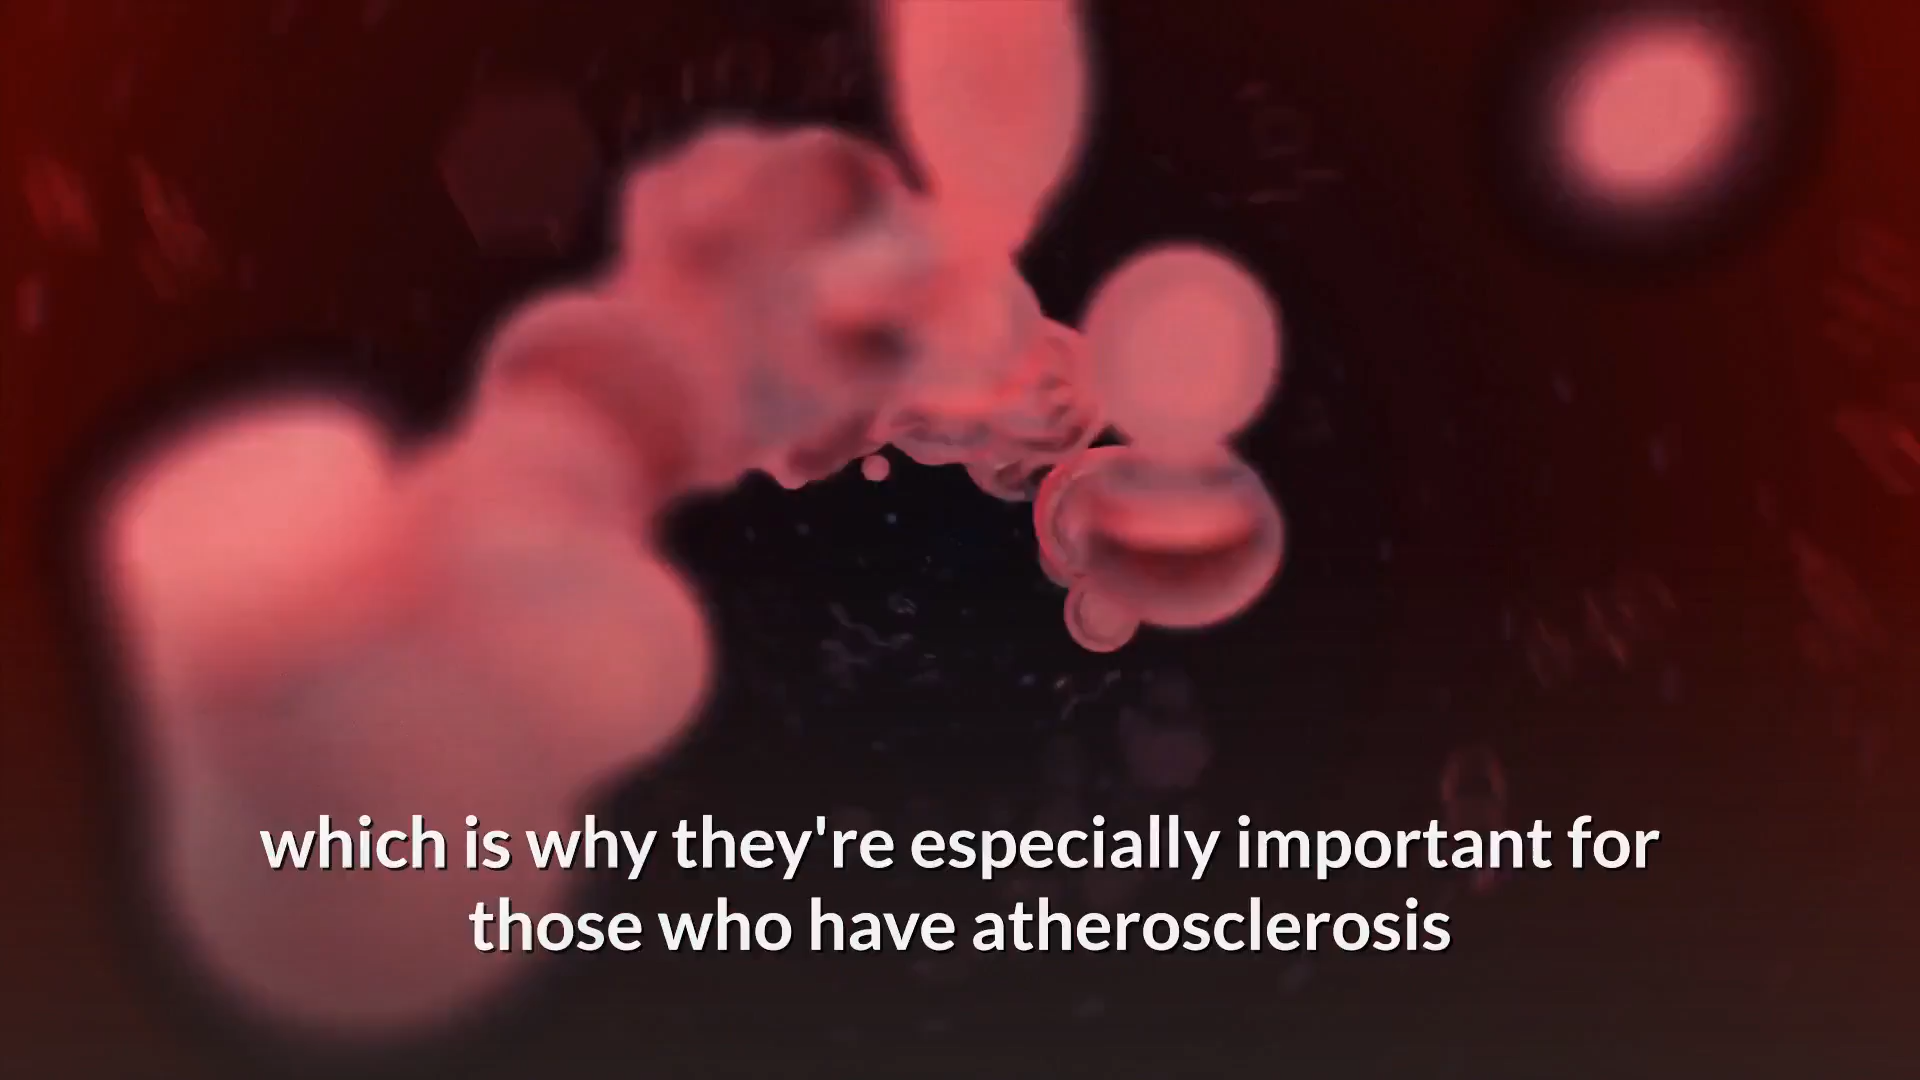 which is why they're especially important for
those who have atherosclerosis